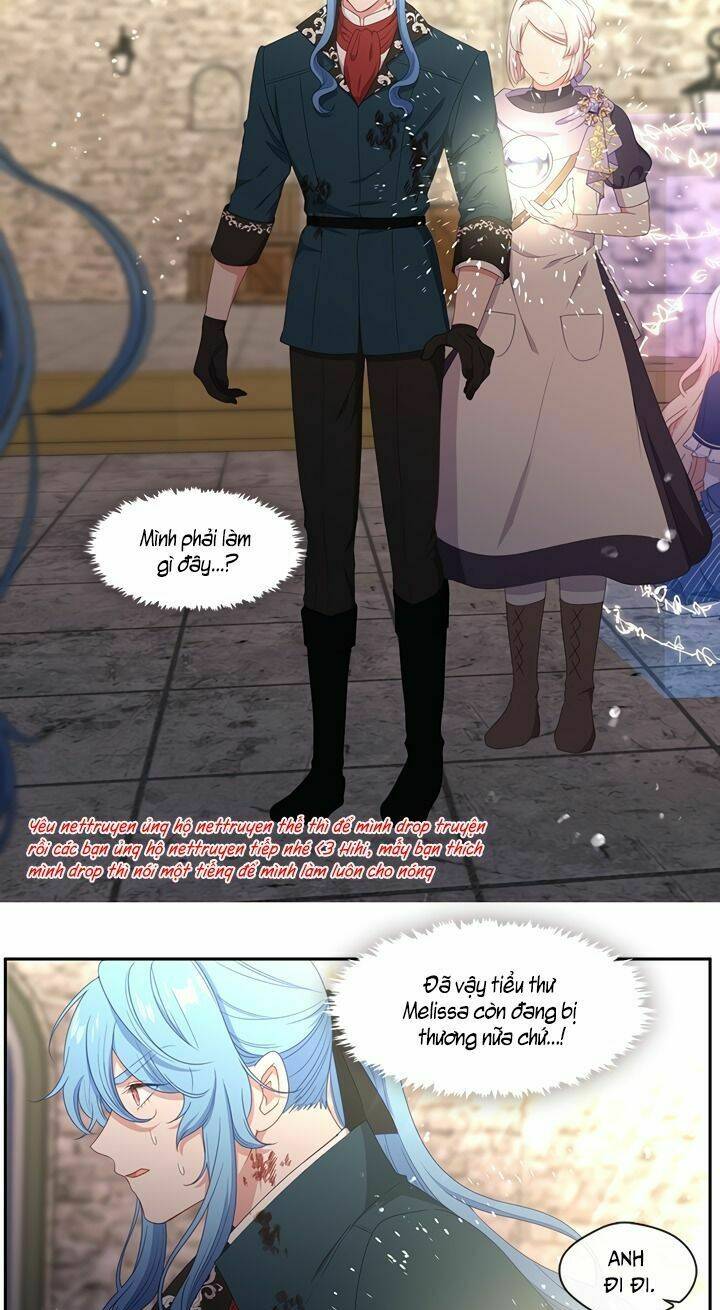 Mình phải làm
gì đây...?
Yêu nettruyen ủng hộ nettruyen thế thì để mình drop truyện
rồi các bạn ủng hộ nettruyen tiếp nhé <3 Hihi, mấy bạn thích
mình drop thì nói một tiếng để mình làm luôn cho nóng
Đã vậy tiểu thư
Melissa còn đang bị
thương nữa chứ...!
ANH
ĐI ĐI.